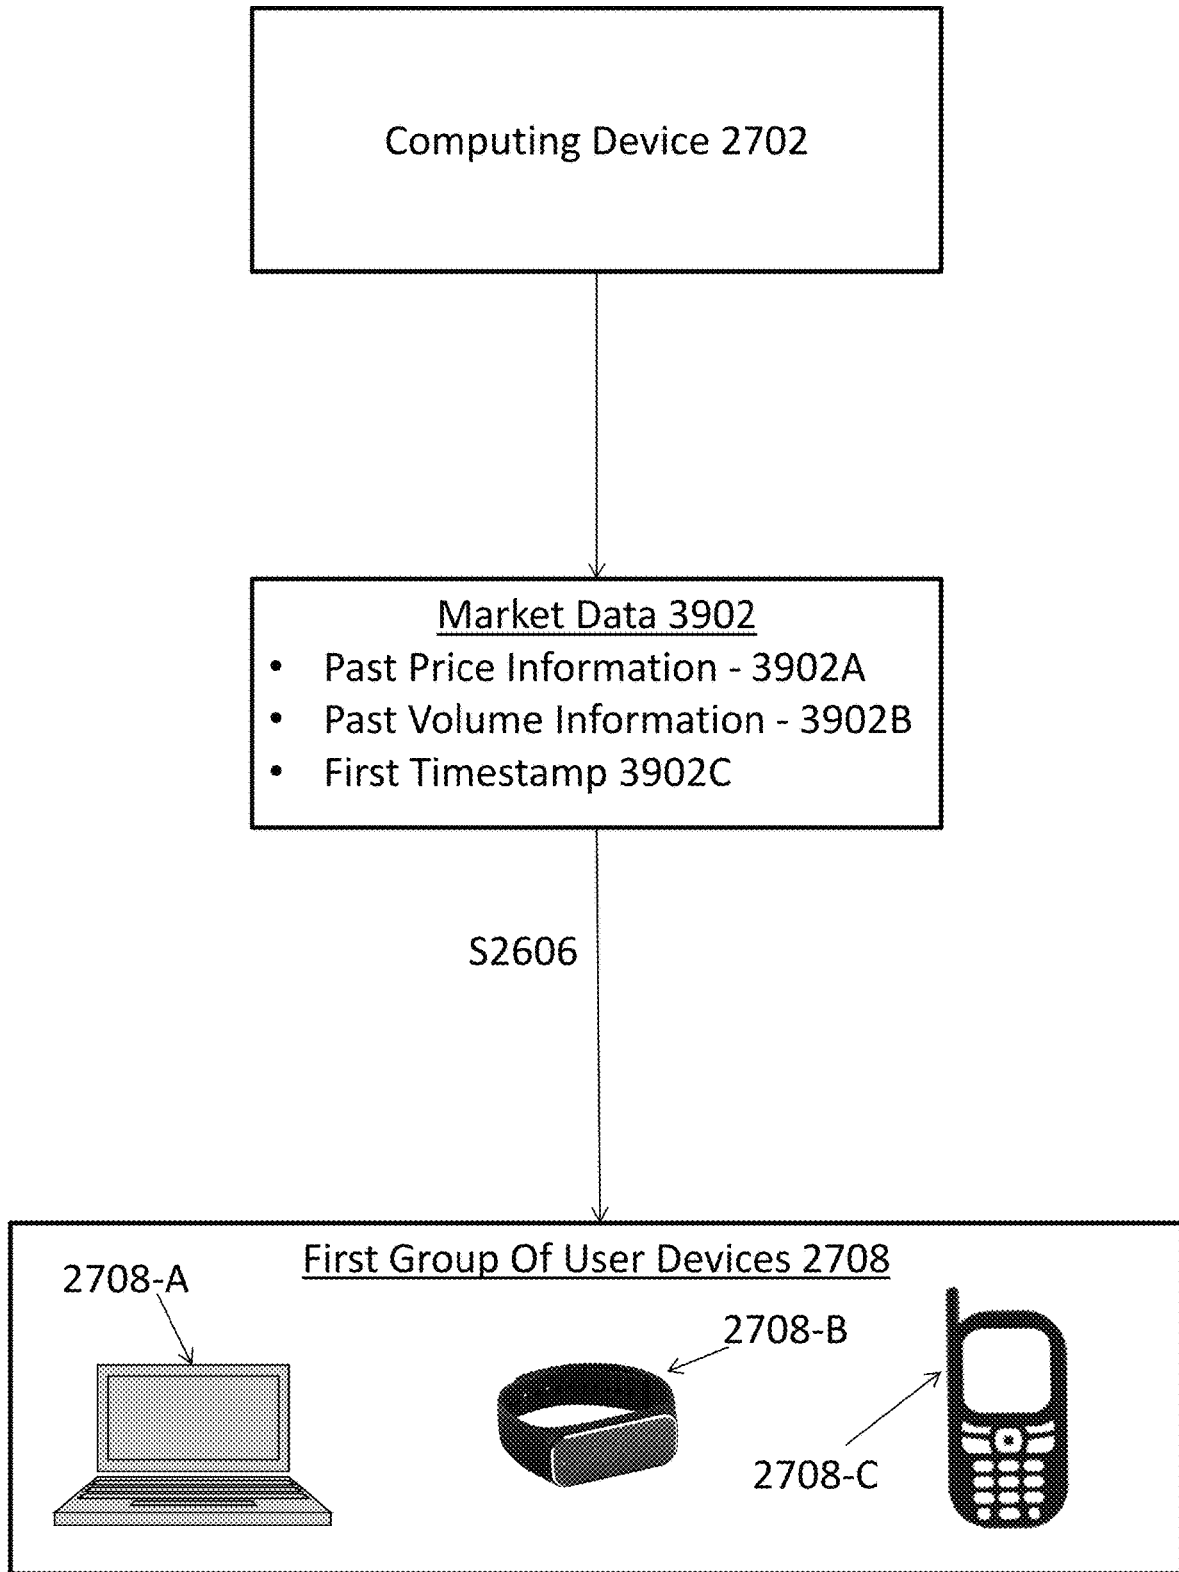 Computing Device 2702
Market Data 3902
• Past Price Information - 3902A
• Past Volume Information - 3902B
• First Timestamp 3902C
S2606
First Group Of User Devices 2708
2708-A
2708-B
2708-C